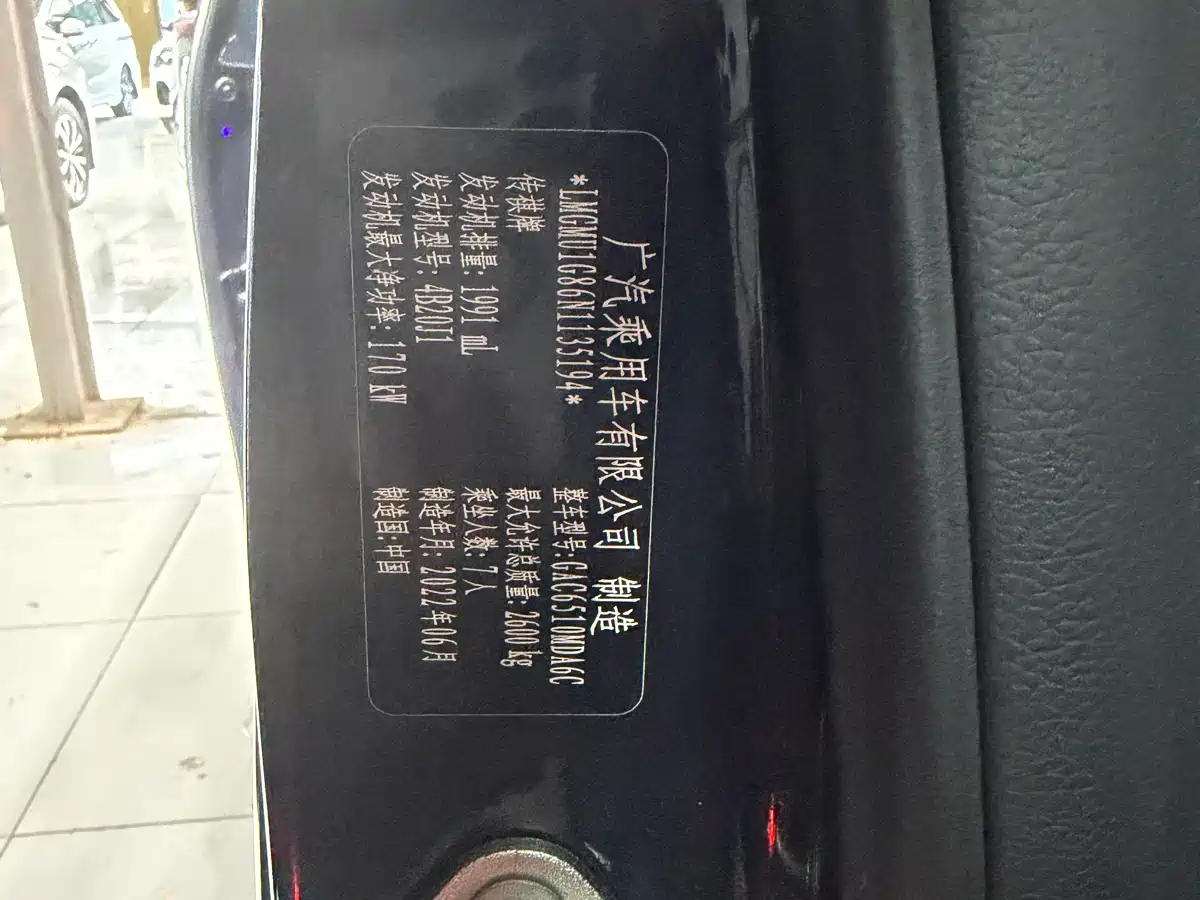 广汽乘用车有限公司 制造
*LMGMU1G86N1135194* 整车型号:GAC6510MDA6C
传祺牌 最大允许总质量:2600 kg
发动机排量:1991 mL 乘坐人数:7人
发动机型号:4B20J1 制造年月:2022年06月
发动机最大净功率:170 kW 制造国:中国